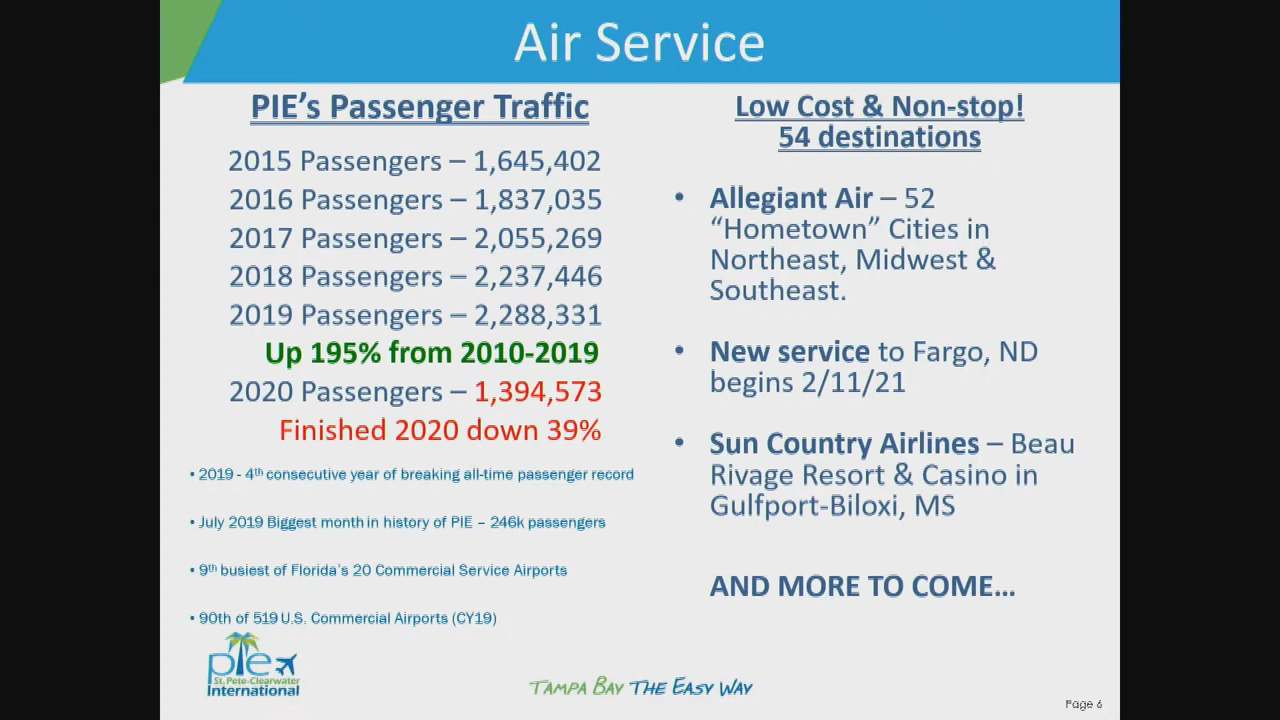 Air Service
PIE’s Passenger Traffic
2015 Passengers – 1,645,402
2016 Passengers – 1,837,035
2017 Passengers – 2,055,269
2018 Passengers – 2,237,446
2019 Passengers – 2,288,331
Up 195% from 2010-2019
2020 Passengers – 1,394,573
Finished 2020 down 39%
• 2019 - 4th consecutive year of breaking all-time passenger record
• July 2019 Biggest month in history of PIE – 246k passengers
• 9th busiest of Florida’s 20 Commercial Service Airports
• 90th of 519 U.S. Commercial Airports (CY19)
Low Cost & Non-stop!
54 destinations
• Allegiant Air – 52
“Hometown” Cities in
Northeast, Midwest &
Southeast.
• New service to Fargo, ND
begins 2/11/21
• Sun Country Airlines – Beau
Rivage Resort & Casino in
Gulfport-Biloxi, MS
AND MORE TO COME…
pie
St. Pete-Clearwater
International
TAMPA BAY THE EASY WAY
Page 6